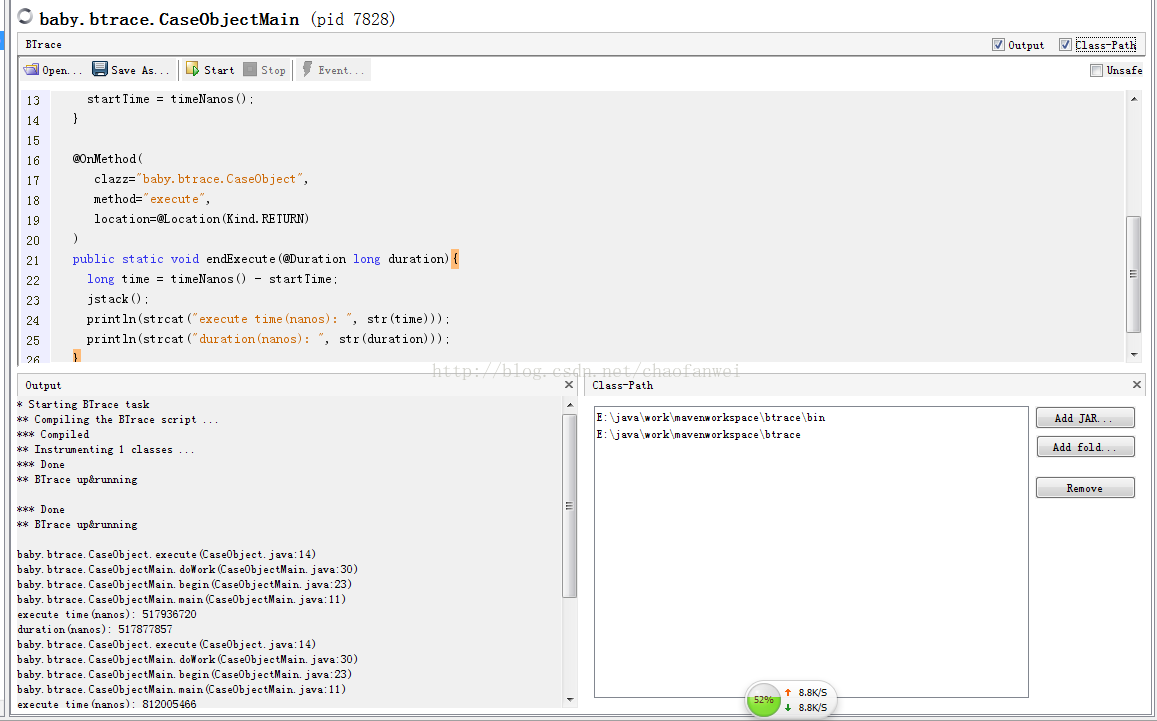 baby.btrace.CaseObjectMain (pid 7828)
BTrace
Output
Class-Path
Open...
Save As...
Start
Stop
Event...
Unsafe
13 startTime = timeNanos();
14 }
15
16 @OnMethod(
17 clazz="baby.btrace.CaseObject",
18 method="execute",
19 location=@Location(Kind.RETURN)
20 )
21 public static void endExecute(@Duration long duration){
22 long time = timeNanos() - startTime;
23 jstack();
24 println(strcat("execute time(nanos): ", str(time)));
25 println(strcat("duration(nanos): ", str(duration)));
26 }
http://blog.csdn.net/chaofanwei
Output
* Starting BTrace task
** Compiling the BTrace script ...
*** Compiled
** Instrumenting 1 classes ...
*** Done
** BTrace up&running
*** Done
** BTrace up&running
baby.btrace.CaseObject.execute(CaseObject.java:14)
baby.btrace.CaseObjectMain.doWork(CaseObjectMain.java:30)
baby.btrace.CaseObjectMain.begin(CaseObjectMain.java:23)
baby.btrace.CaseObjectMain.main(CaseObjectMain.java:11)
execute time(nanos): 517936720
duration(nanos): 517877857
baby.btrace.CaseObject.execute(CaseObject.java:14)
baby.btrace.CaseObjectMain.doWork(CaseObjectMain.java:30)
baby.btrace.CaseObjectMain.begin(CaseObjectMain.java:23)
baby.btrace.CaseObjectMain.main(CaseObjectMain.java:11)
execute time(nanos): 812005466
Class-Path
E:\java\work\mavenworkspace\btrace\bin
E:\java\work\mavenworkspace\btrace
Add JAR...
Add fold...
Remove
52%
8.8K/S
8.8K/S